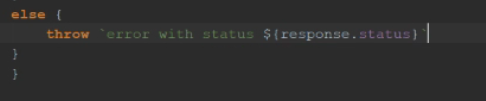 else {
throw `error with status ${response.status}`
}
}